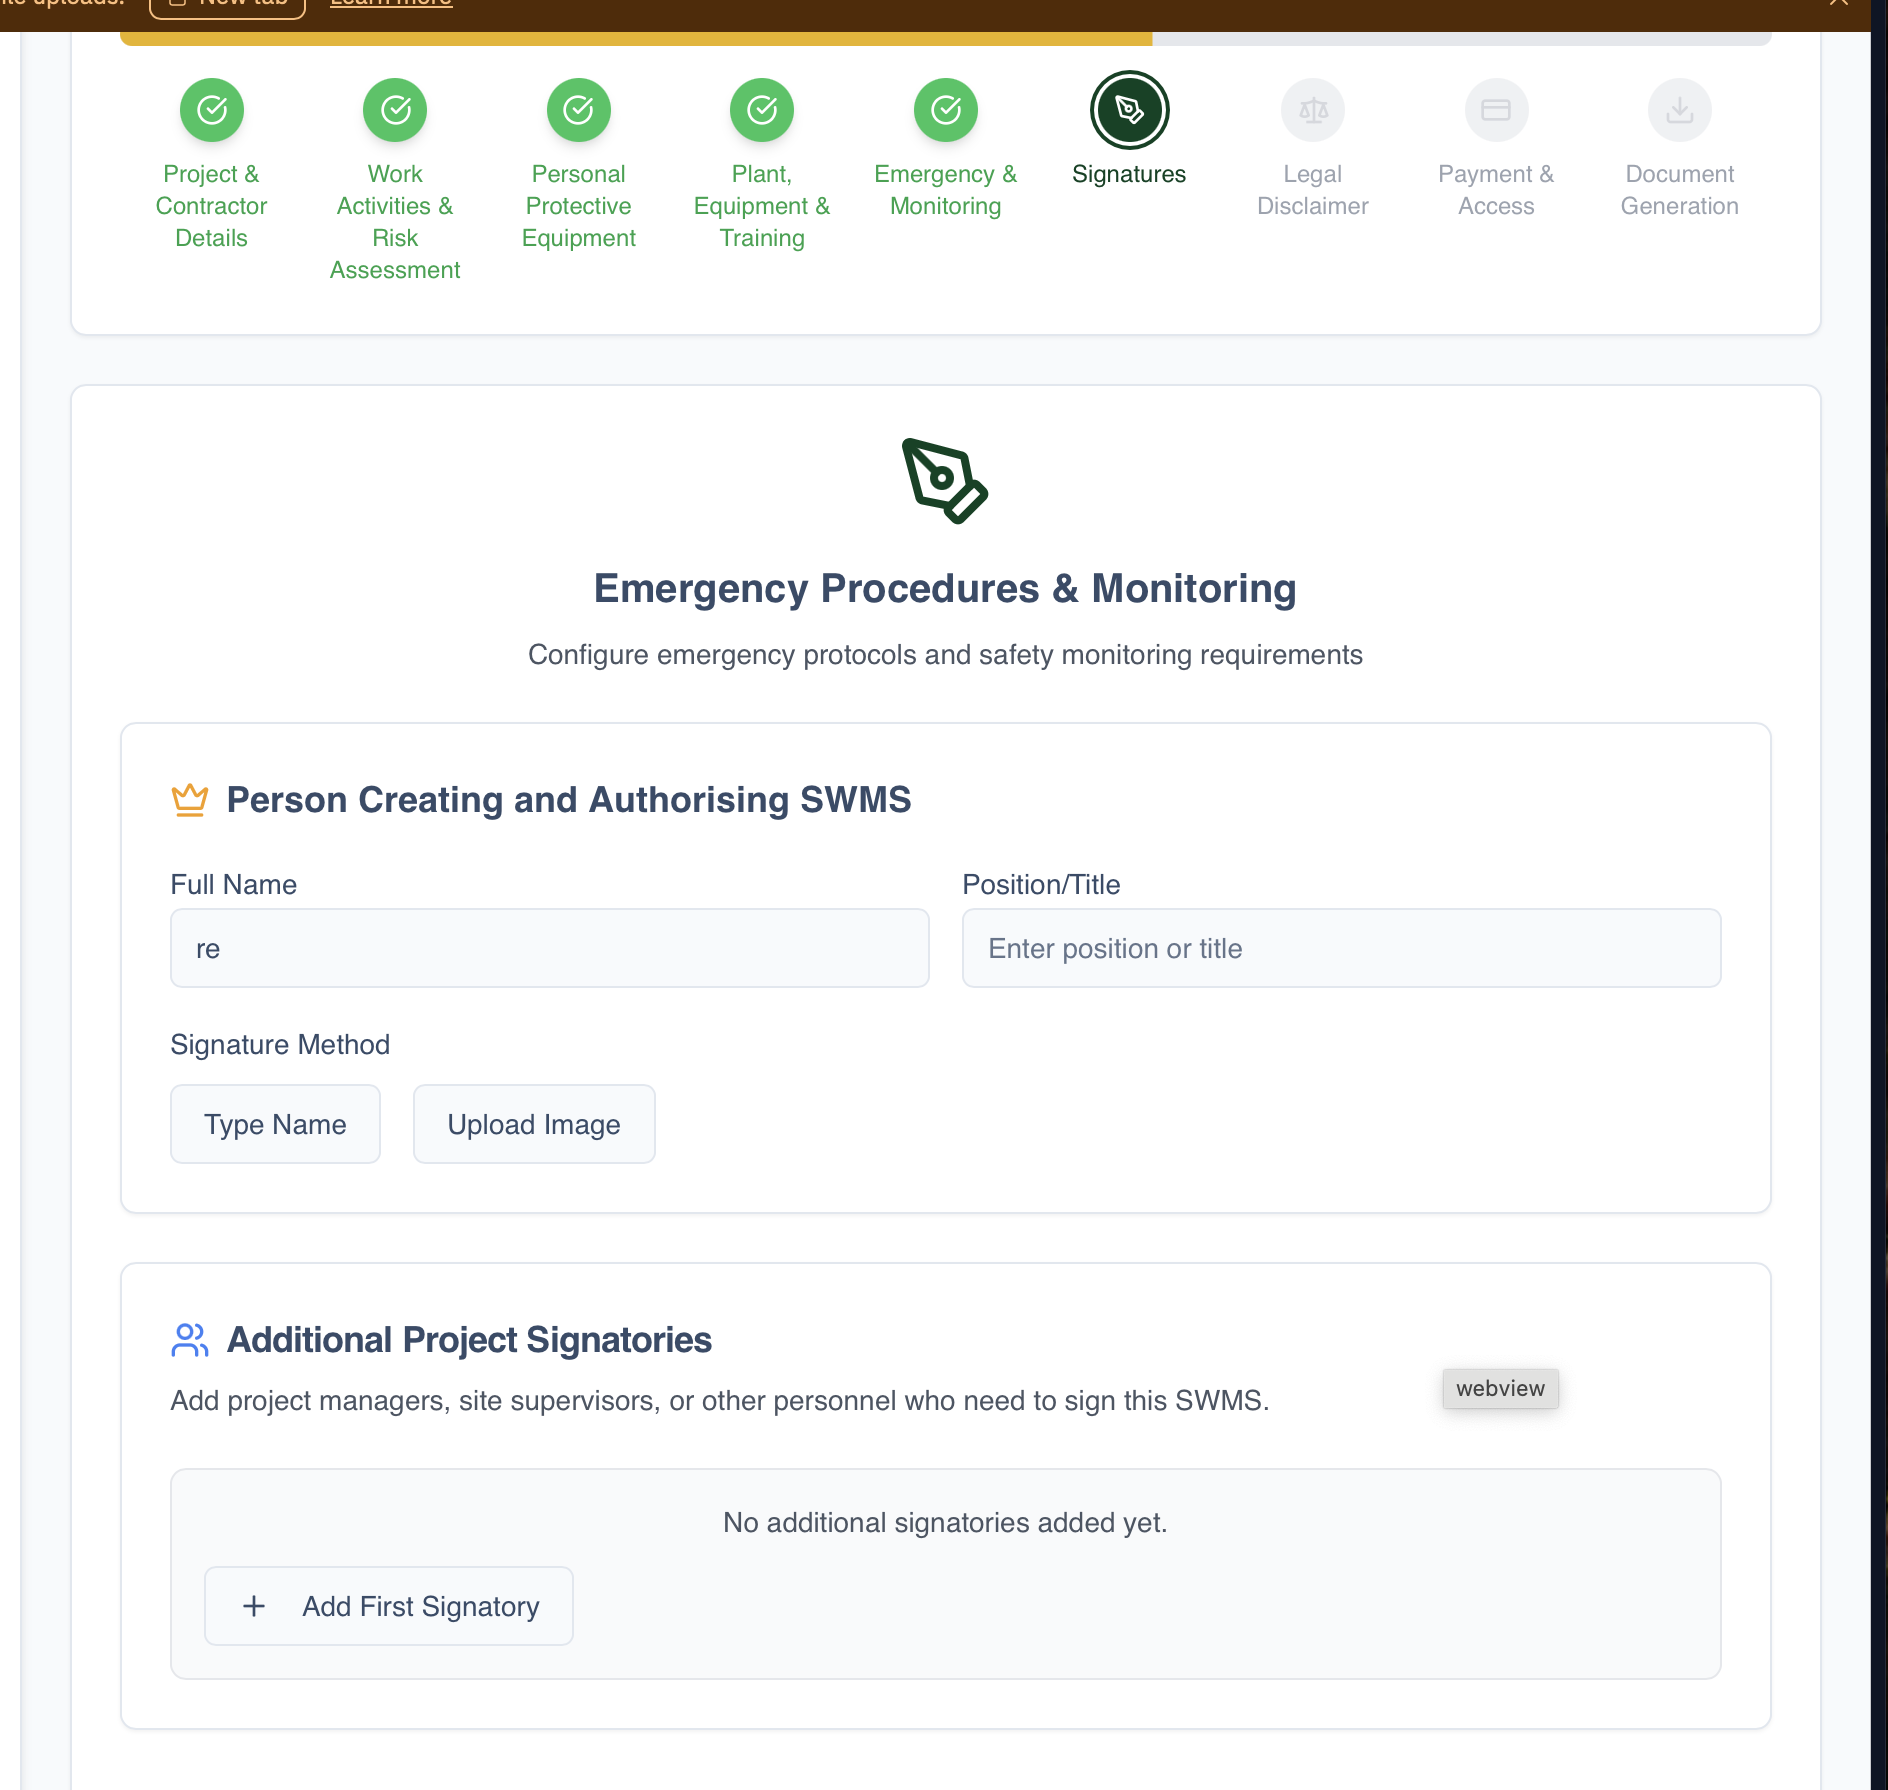 uploads.
New tab
Learn more
Project &
Contractor
Details
Work
Activities &
Risk
Assessment
Personal
Protective
Equipment
Plant,
Equipment &
Training
Emergency &
Monitoring
Signatures
Legal
Disclaimer
Payment &
Access
Document
Generation
Emergency Procedures & Monitoring
Configure emergency protocols and safety monitoring requirements
Person Creating and Authorising SWMS
Full Name
re
Position/Title
Enter position or title
Signature Method
Type Name
Upload Image
Additional Project Signatories
Add project managers, site supervisors, or other personnel who need to sign this SWMS.
webview
No additional signatories added yet.
Add First Signatory